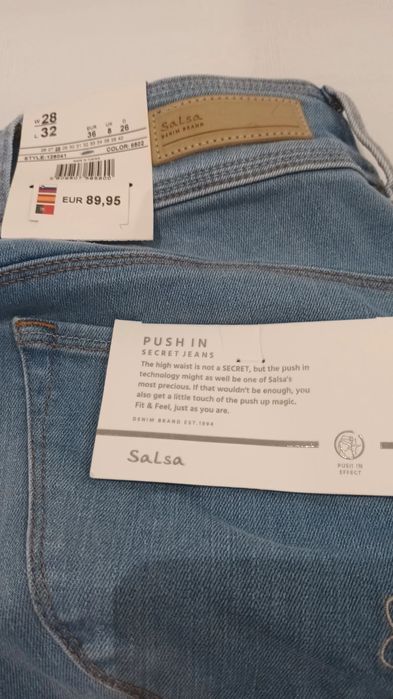 W 28
L 32
EUR UK D
36 8 26
COLOR: 6802
STYLE: 126041
EUR 89,95
Salsa
DENIM BRAND
PUSH IN
SECRET JEANS
The high waist is not a SECRET, but the push in
technology might as well be one of Salsa's
most precious. If that wouldn't be enough, you
also get a little touch of the push up magic.
Fit & Feel, just as you are.
DENIM BRAND EST.1994
Salsa
PUSH IN
EFFECT